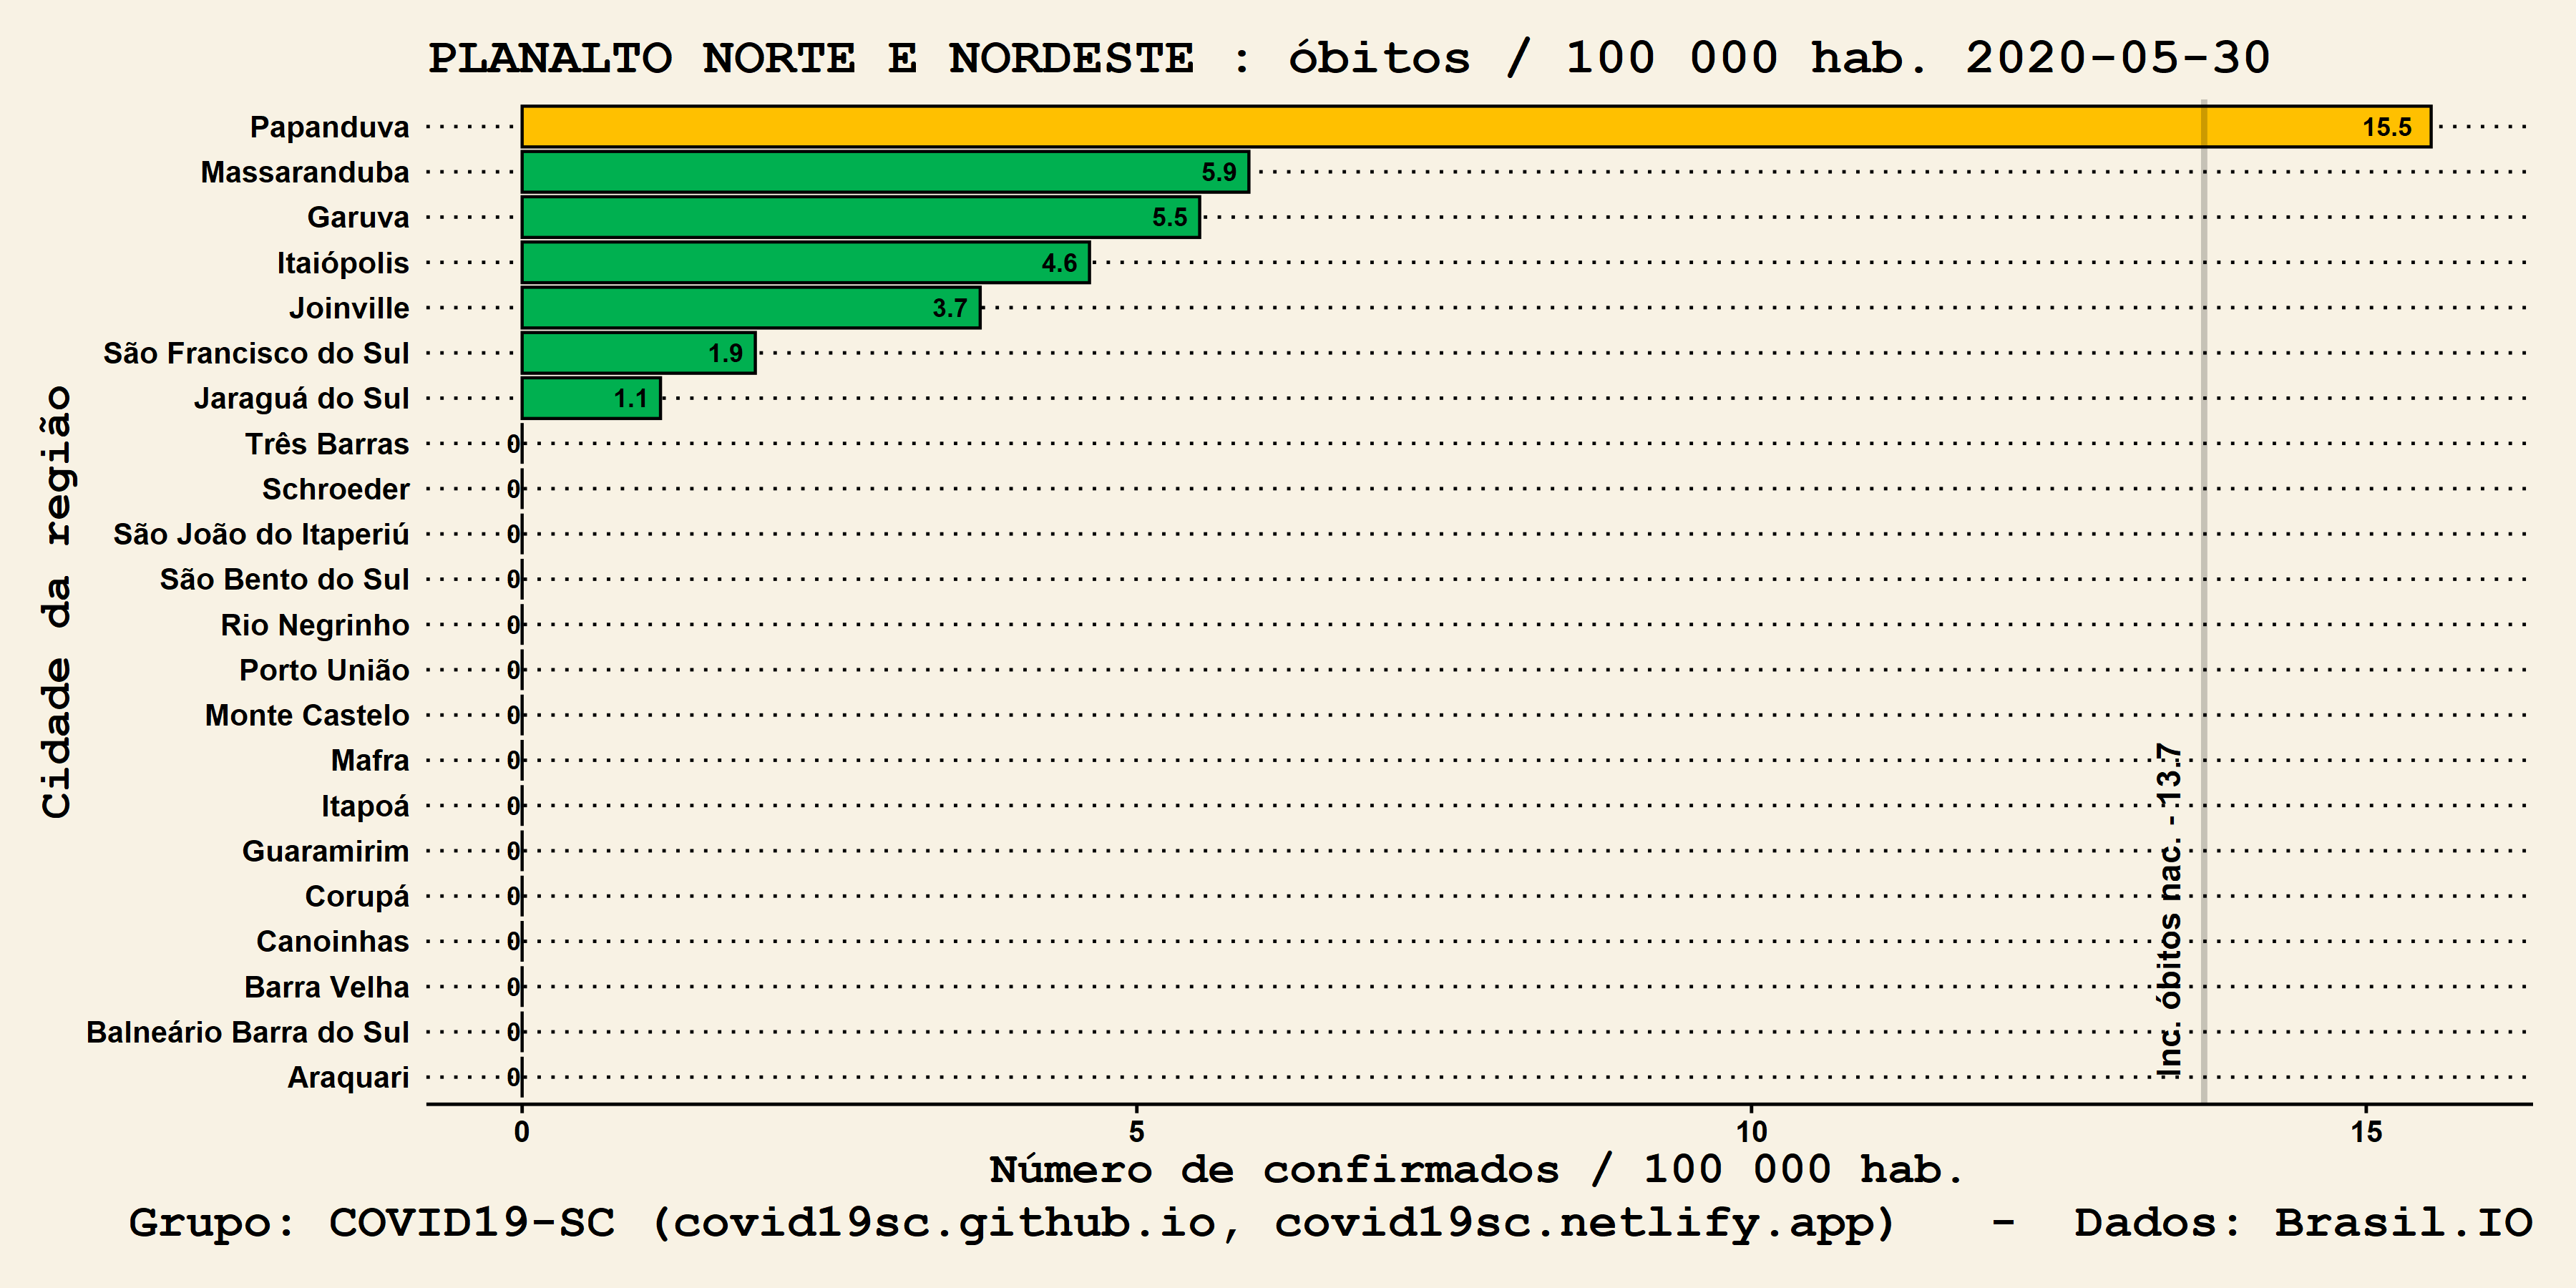 PLANALTO NORTE E NORDESTE : óbitos / 100 000 hab. 2020-05-30
Cidade da região
Papanduva 15.5
Massaranduba 5.9
Garuva 5.5
Itaiópolis 4.6
Joinville 3.7
São Francisco do Sul 1.9
Jaraguá do Sul 1.1
Três Barras 0
Schroeder 0
São João do Itaperiú 0
São Bento do Sul 0
Rio Negrinho 0
Porto União 0
Monte Castelo 0
Mafra 0
Itapoá 0
Guaramirim 0
Corupá 0
Canoinhas 0
Barra Velha 0
Balneário Barra do Sul 0
Araquari 0
Inc. óbitos nac. - 13.7
0 5 10 15
Número de confirmados / 100 000 hab.
Grupo: COVID19-SC (covid19sc.github.io, covid19sc.netlify.app) - Dados: Brasil.IO